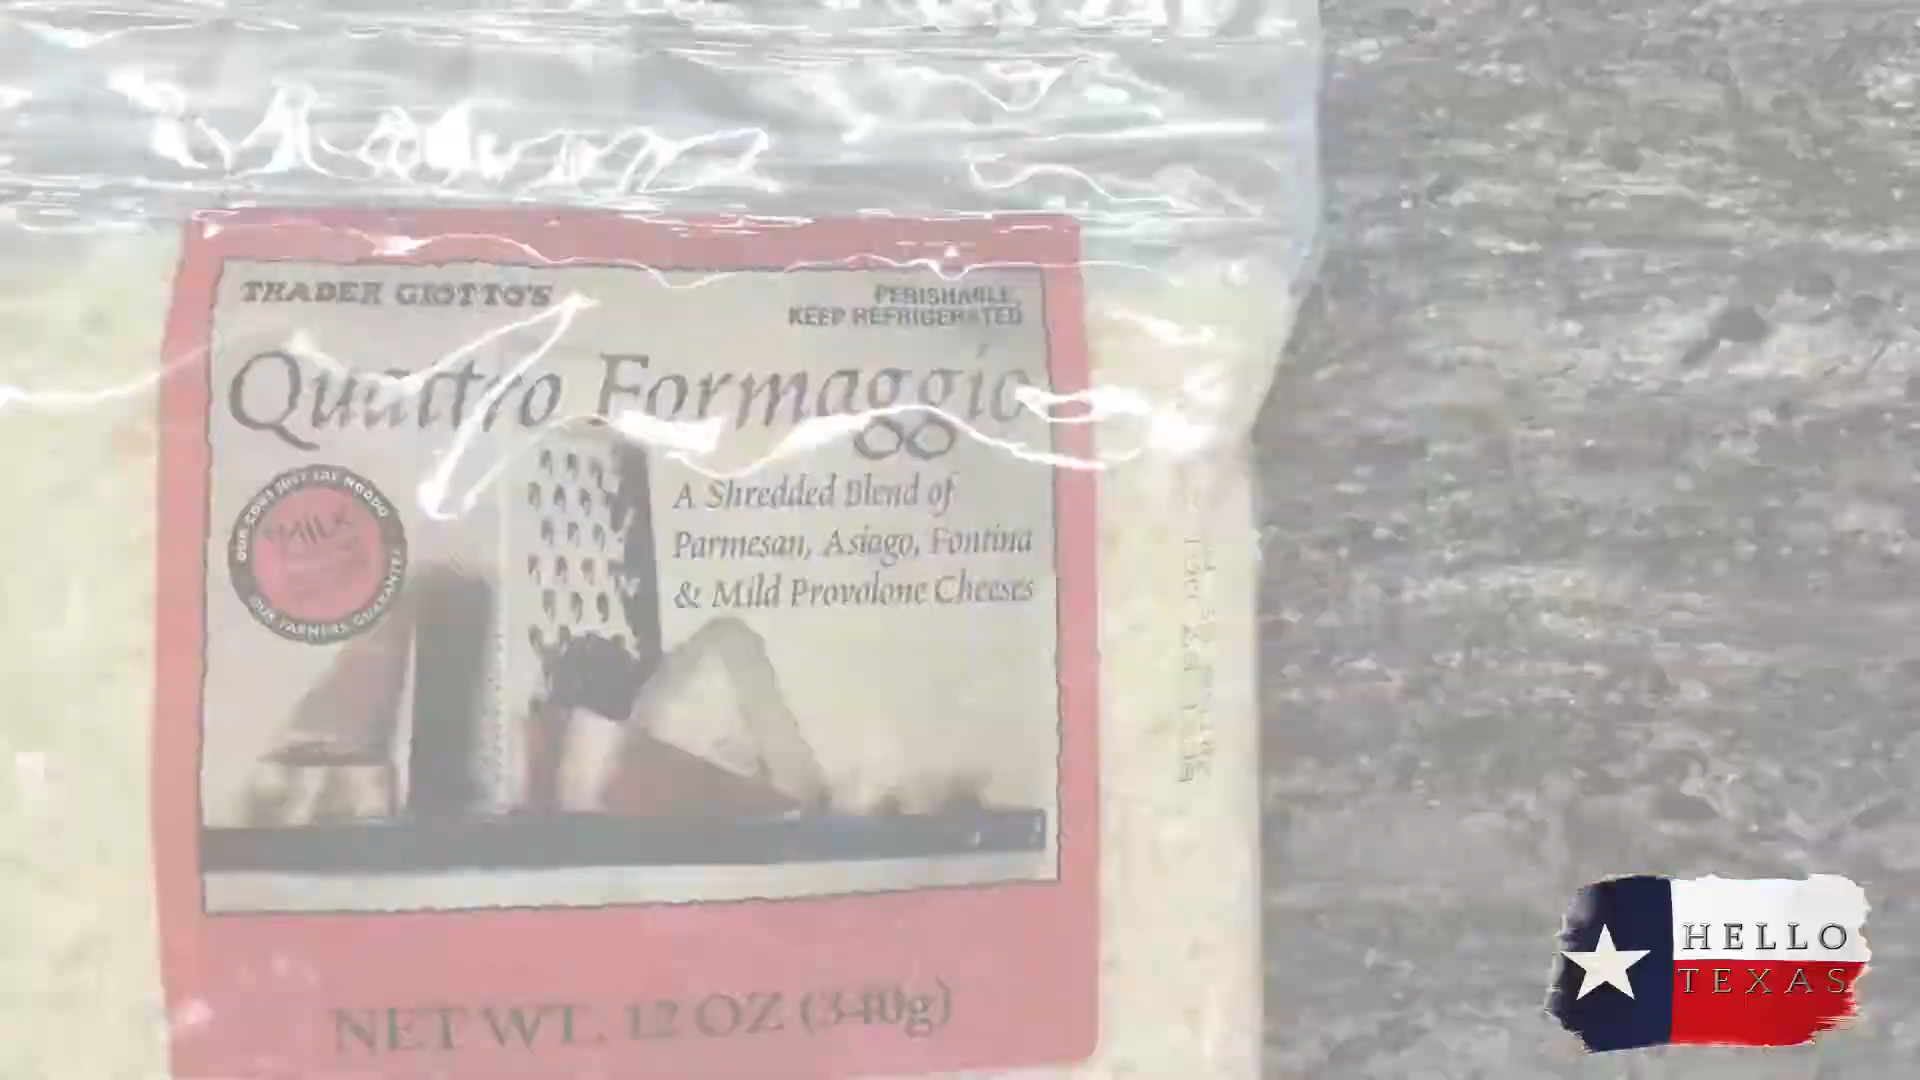 TRADER GIOTTO'S
PERISHABLE,
KEEP REFRIGERATED
Quattro Formaggio
A Shredded Blend of
Parmesan, Asiago, Fontina
& Mild Provolone Cheeses
MILK
NET WT. 12 OZ (340g)
HELLO
TEXAS